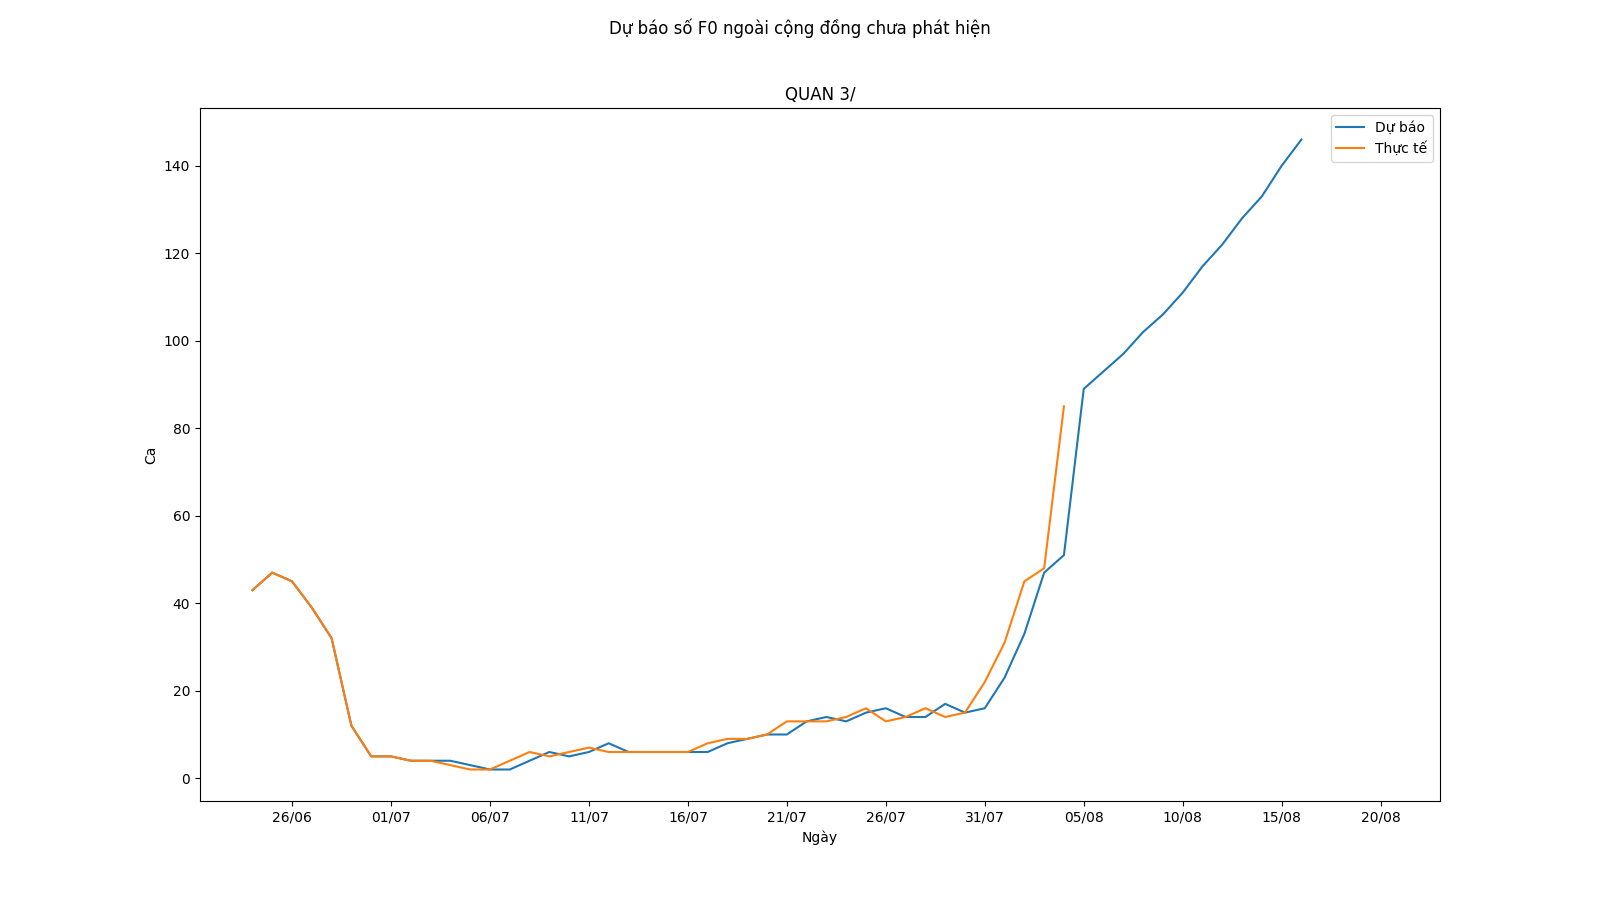 Dự báo số F0 ngoài cộng đồng chưa phát hiện
QUAN 3/
Dự báo
Thực tế
140
120
100
80
60
40
20
0
Ca
26/06 01/07 06/07 11/07 16/07 21/07 26/07 31/07 05/08 10/08 15/08 20/08
Ngày